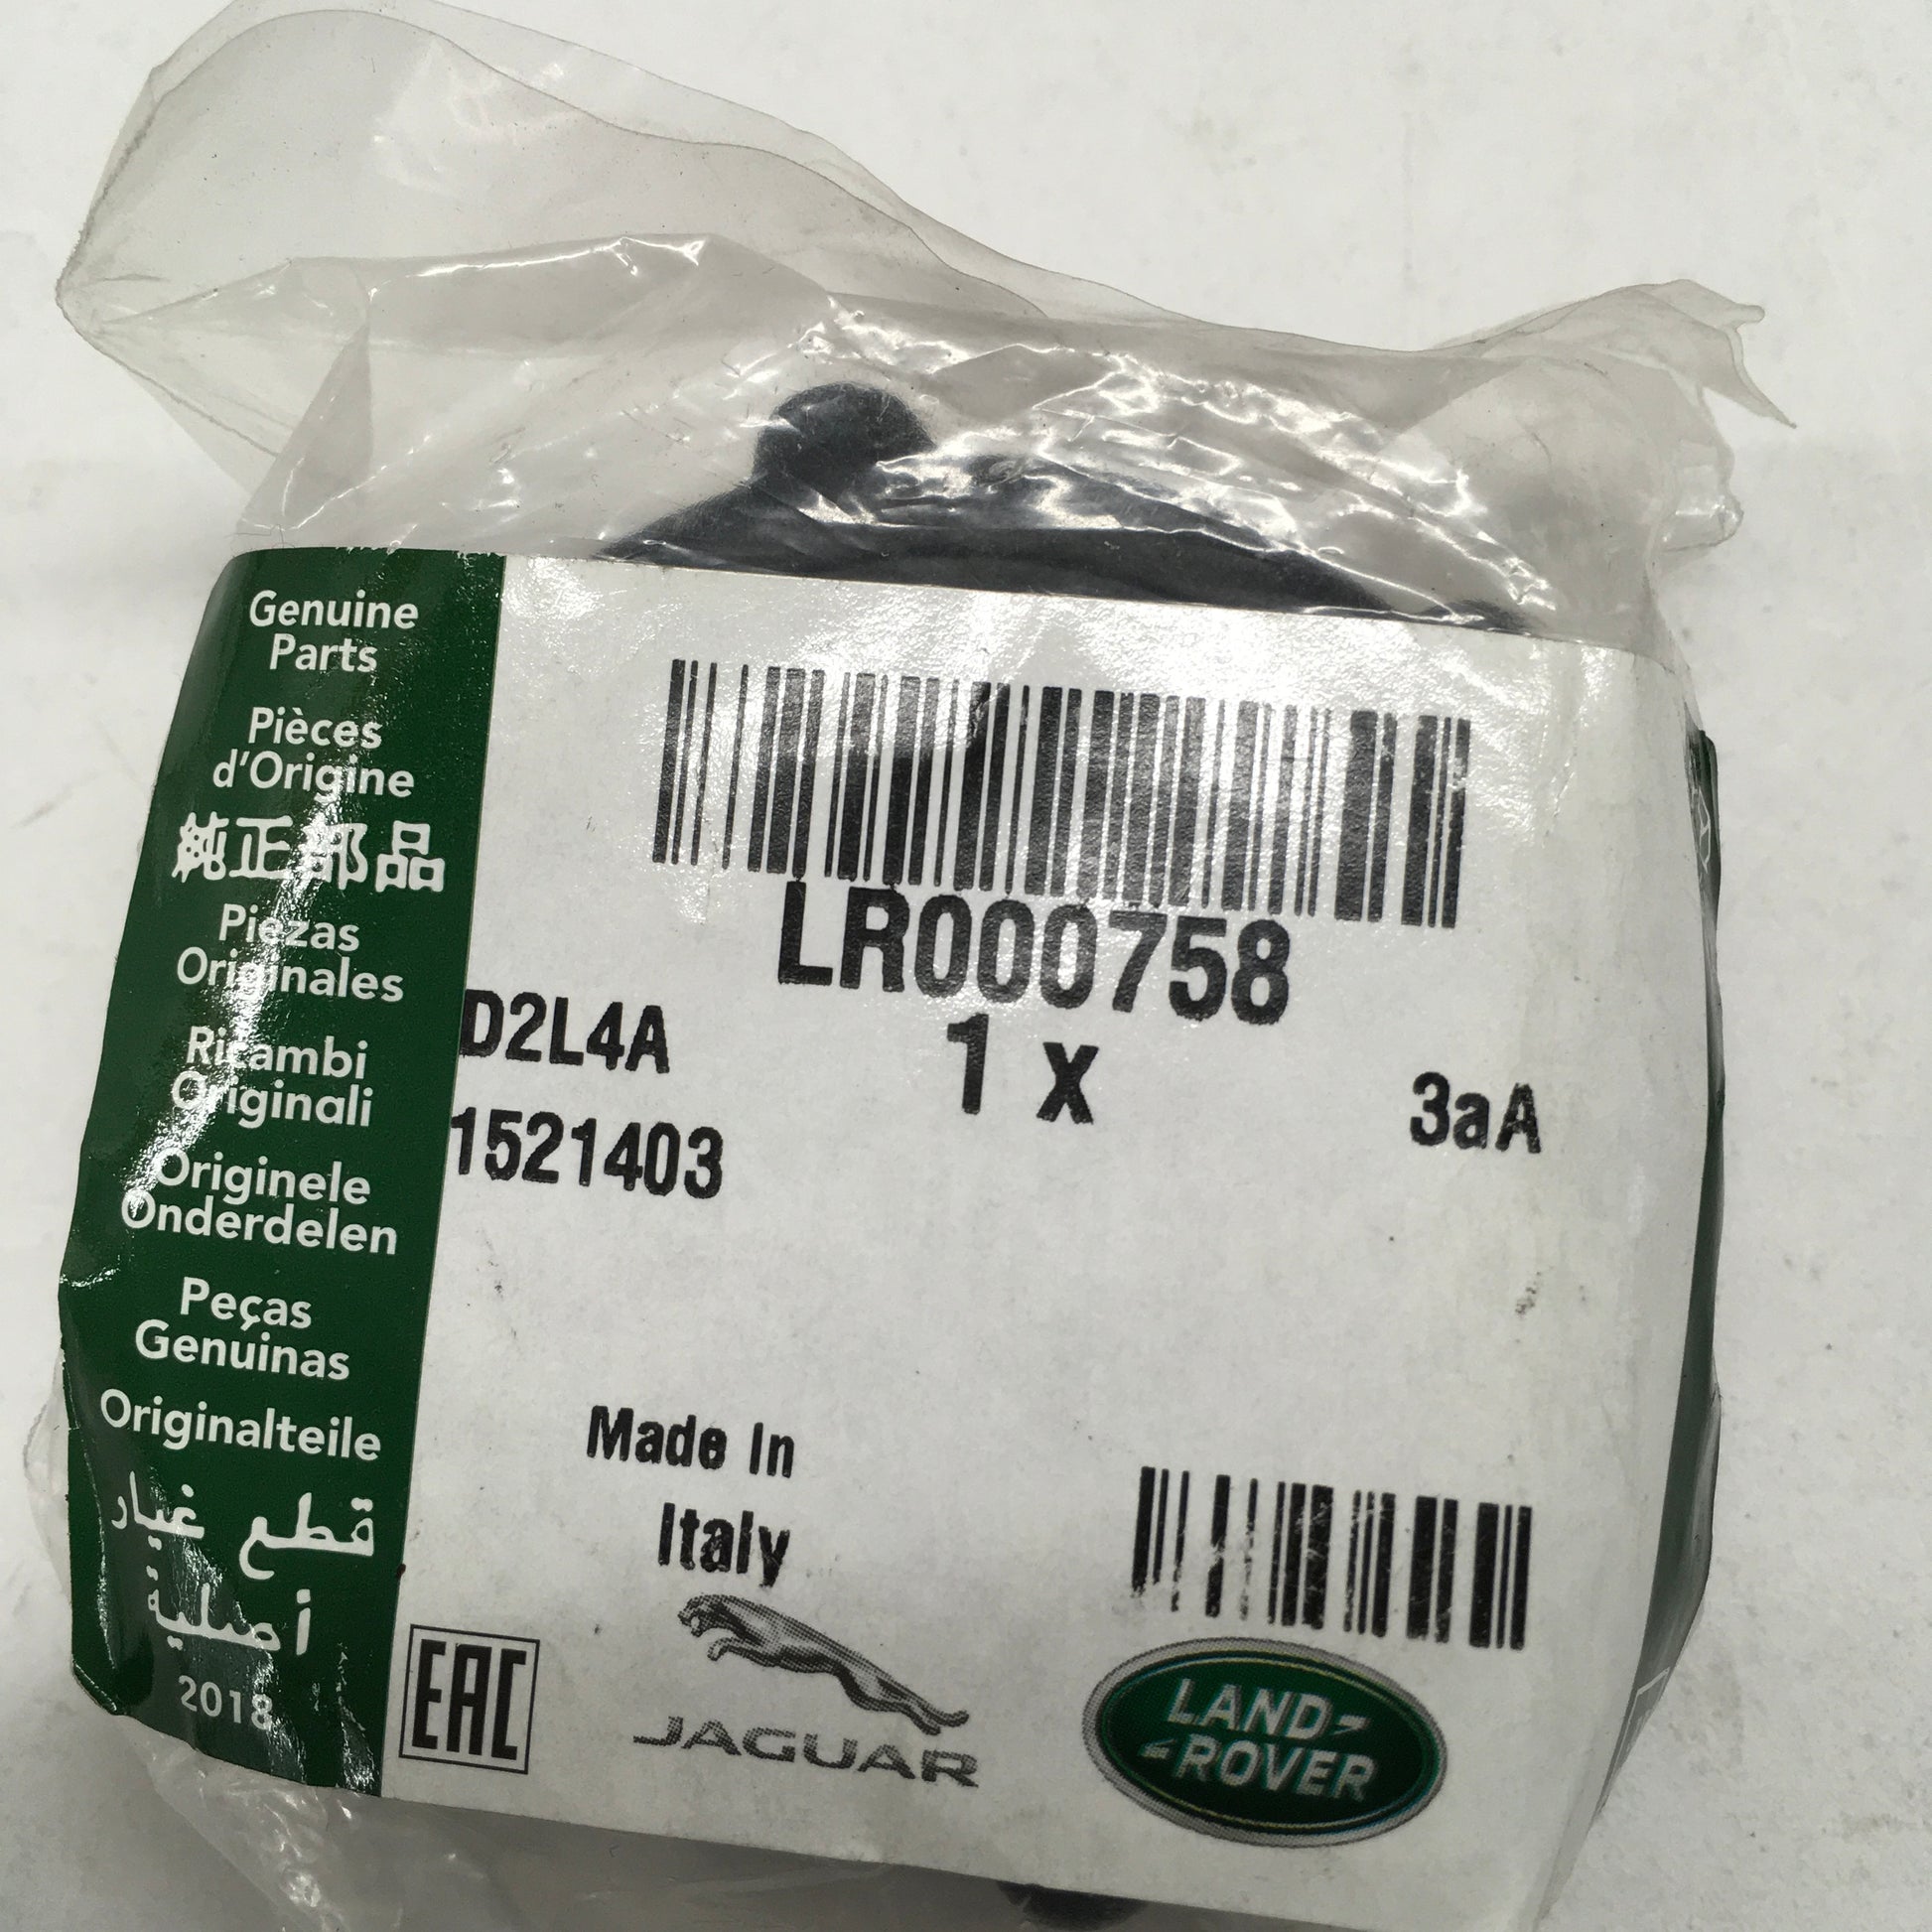 Genuine
Parts
Pièces
d'Origine
純正部品
Piezas
Originales
Ricambi
Originali
Originele
Onderdelen
Peças
Genuinas
Originalteile
قطع غيار
أصلية
2018
LR000758
D2L4A
1 x
3aA
1521403
Made In
Italy
EAC
JAGUAR
LAND-
-ROVER